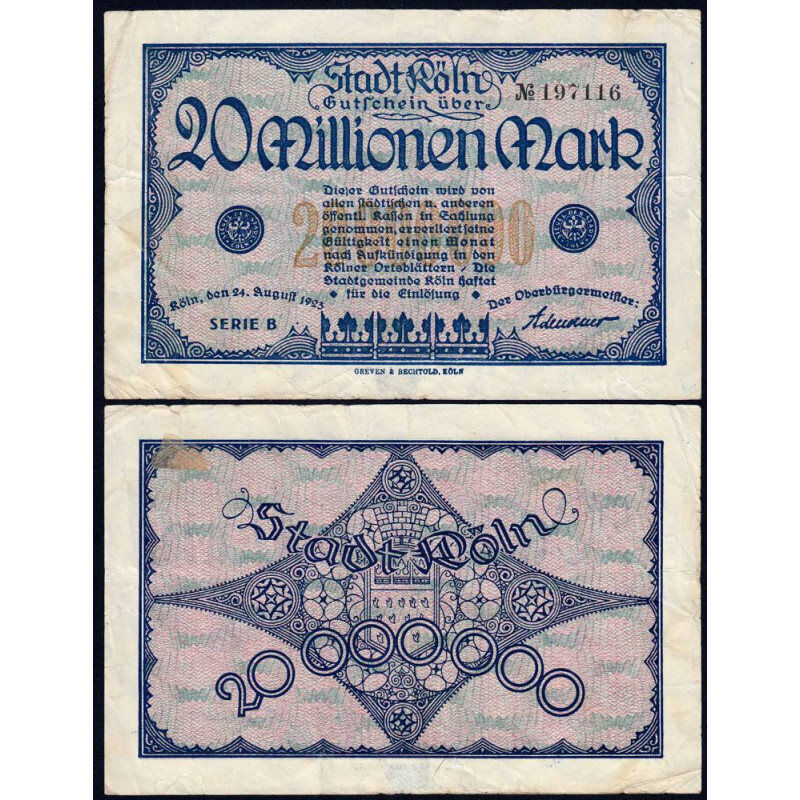 Stadt Köln
Gutschein über
№ 197116
20 Millionen Mark
20000000
Dieser Gutschein wird von
allen städtischen u. anderen
öffentl. Kassen in Zahlung
genommen, er verliert seine
Gültigkeit einen Monat
nach Aufkündigung in den
Kölner Ortsblättern / Die
Stadtgemeinde Köln haftet
für die Einlösung
Köln, den 24. August 1923
Der Oberbürgermeister:
SERIE B
Adenauer
GREVEN & BECHTOLD, KÖLN
Stadt Köln
20 000 000